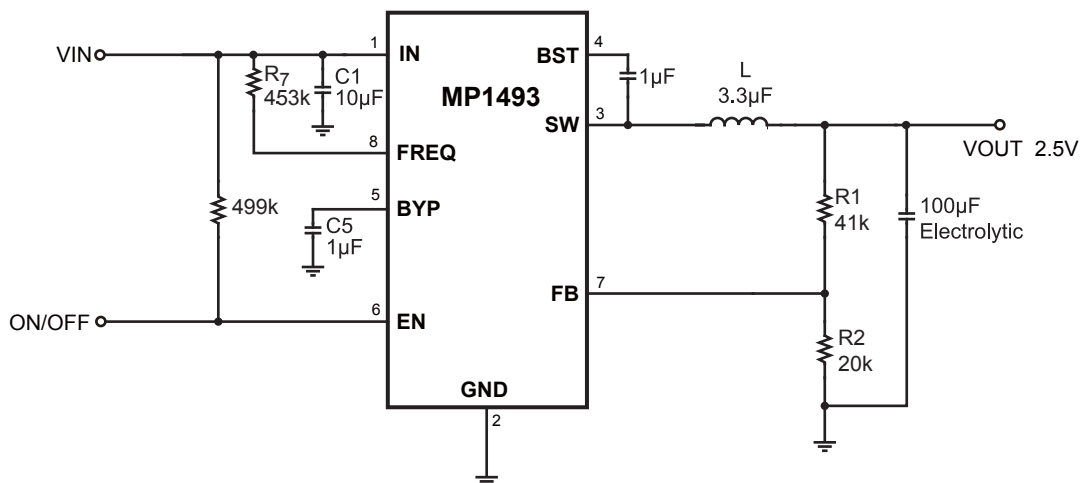 VIN
1
IN
R7
453k
C1
10µF
8
FREQ
499k
5
BYP
C5
1µF
ON/OFF
6
EN
MP1493
GND
2
4
BST
1µF
3
SW
L
3.3µF
VOUT 2.5V
R1
41k
100µF
Electrolytic
7
FB
R2
20k